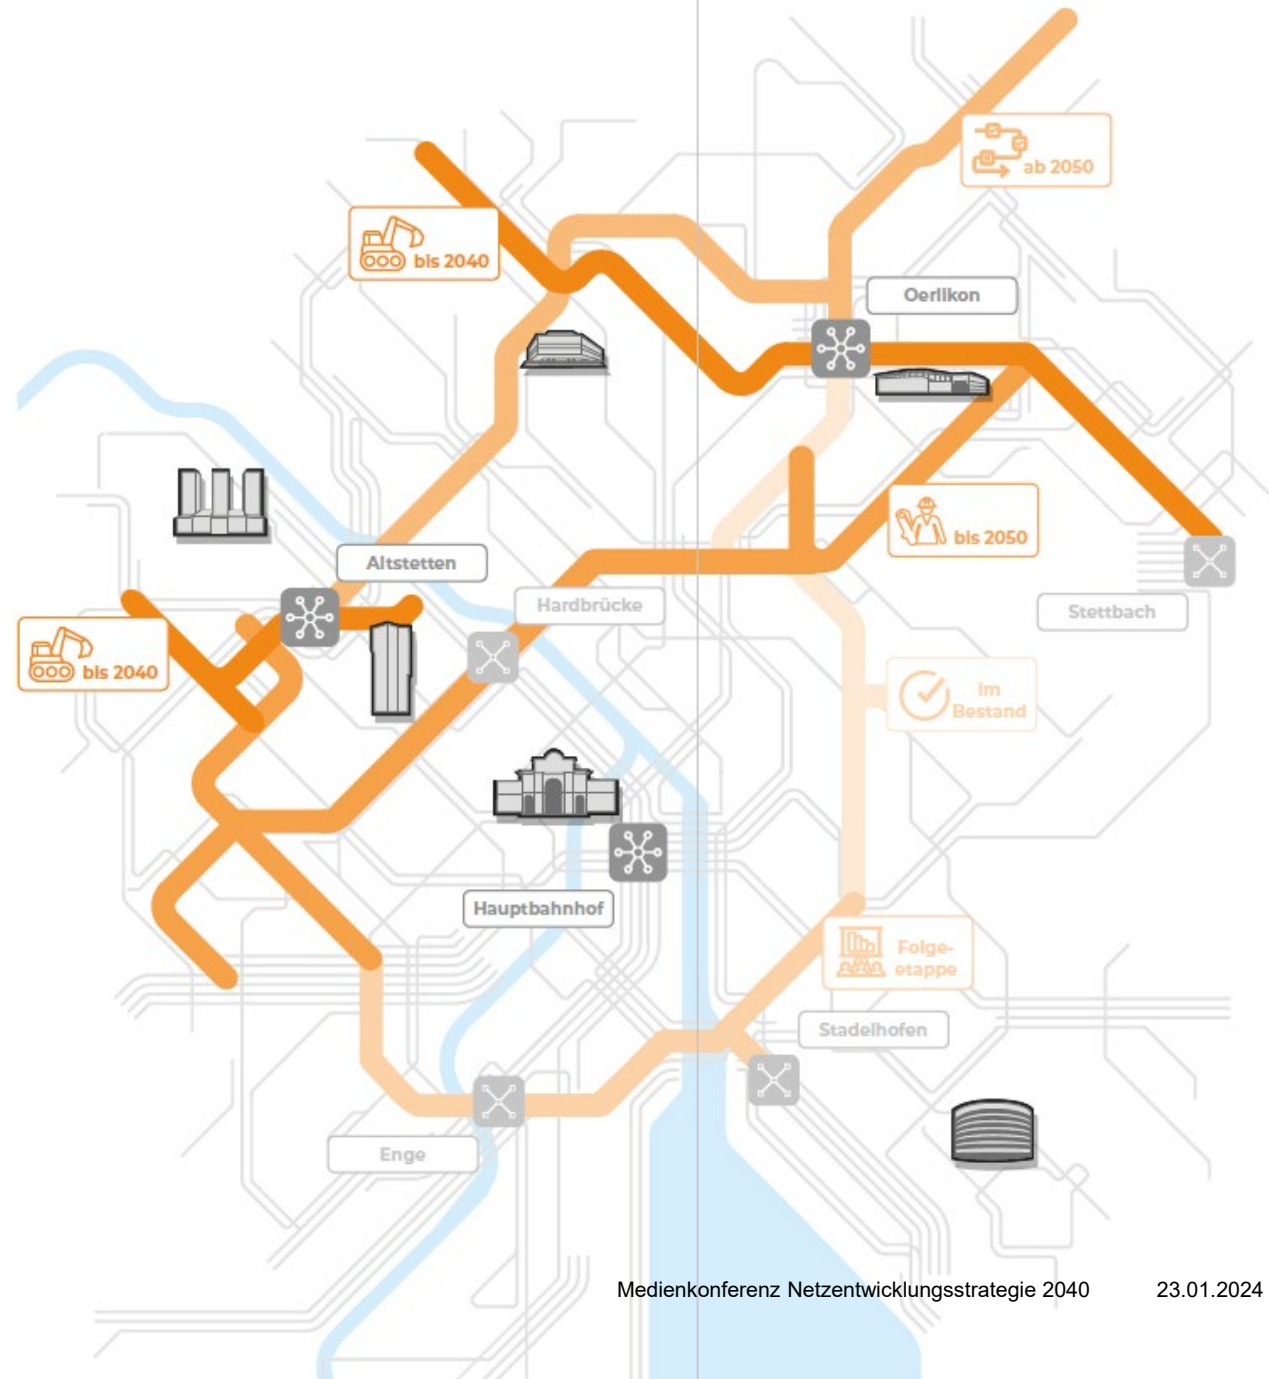 ab 2050
bis 2040
Oerlikon
bis 2050
Altstetten
Hardbrücke
Stettbach
bis 2040
Im
Bestand
Hauptbahnhof
Folge-
etappe
Stadelhofen
Enge
Medienkonferenz Netzentwicklungsstrategie 2040 23.01.2024